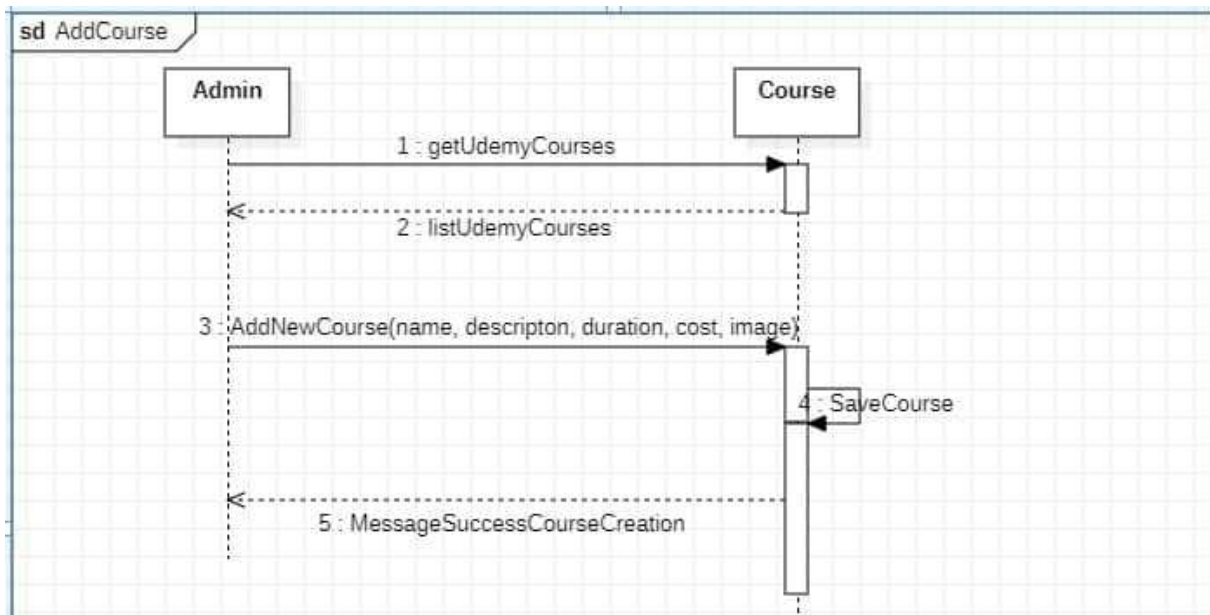 sd AddCourse
Admin
Course
1 : getUdemyCourses
2 : listUdemyCourses
3 : AddNewCourse(name, descripton, duration, cost, image)
4 : SaveCourse
5 : MessageSuccessCourseCreation